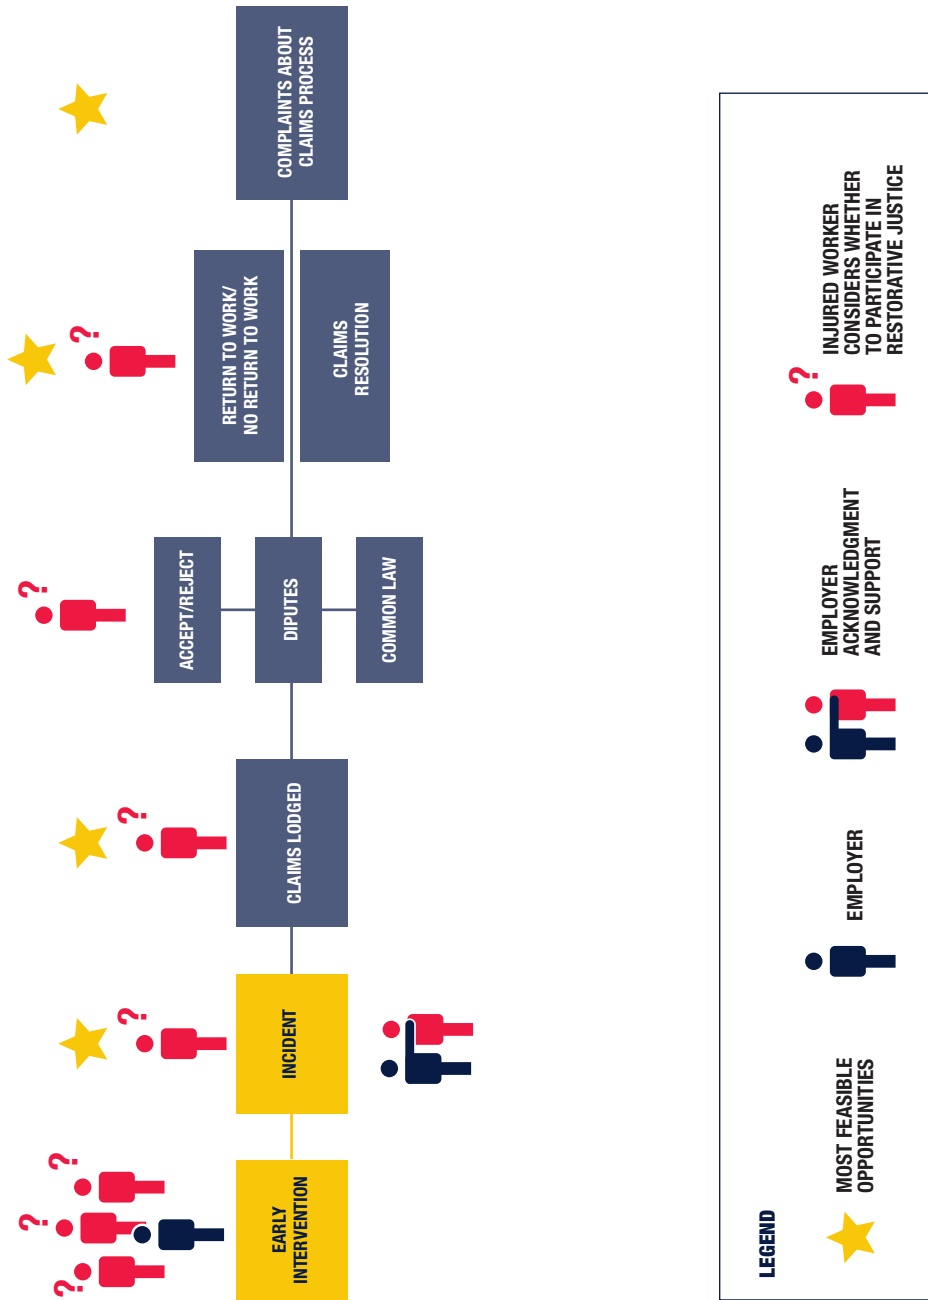 EARLY
INTERVENTION
INCIDENT
CLAIMS LODGED
ACCEPT/REJECT
DIPUTES
COMMON LAW
RETURN TO WORK/
NO RETURN TO WORK
CLAIMS
RESOLUTION
COMPLAINTS ABOUT
CLAIMS PROCESS
?
?
?
?
?
?
?
LEGEND
MOST FEASIBLE
OPPORTUNITIES
EMPLOYER
EMPLOYER
ACKNOWLEDGMENT
AND SUPPORT
?
INJURED WORKER
CONSIDERS WHETHER
TO PARTICIPATE IN
RESTORATIVE JUSTICE